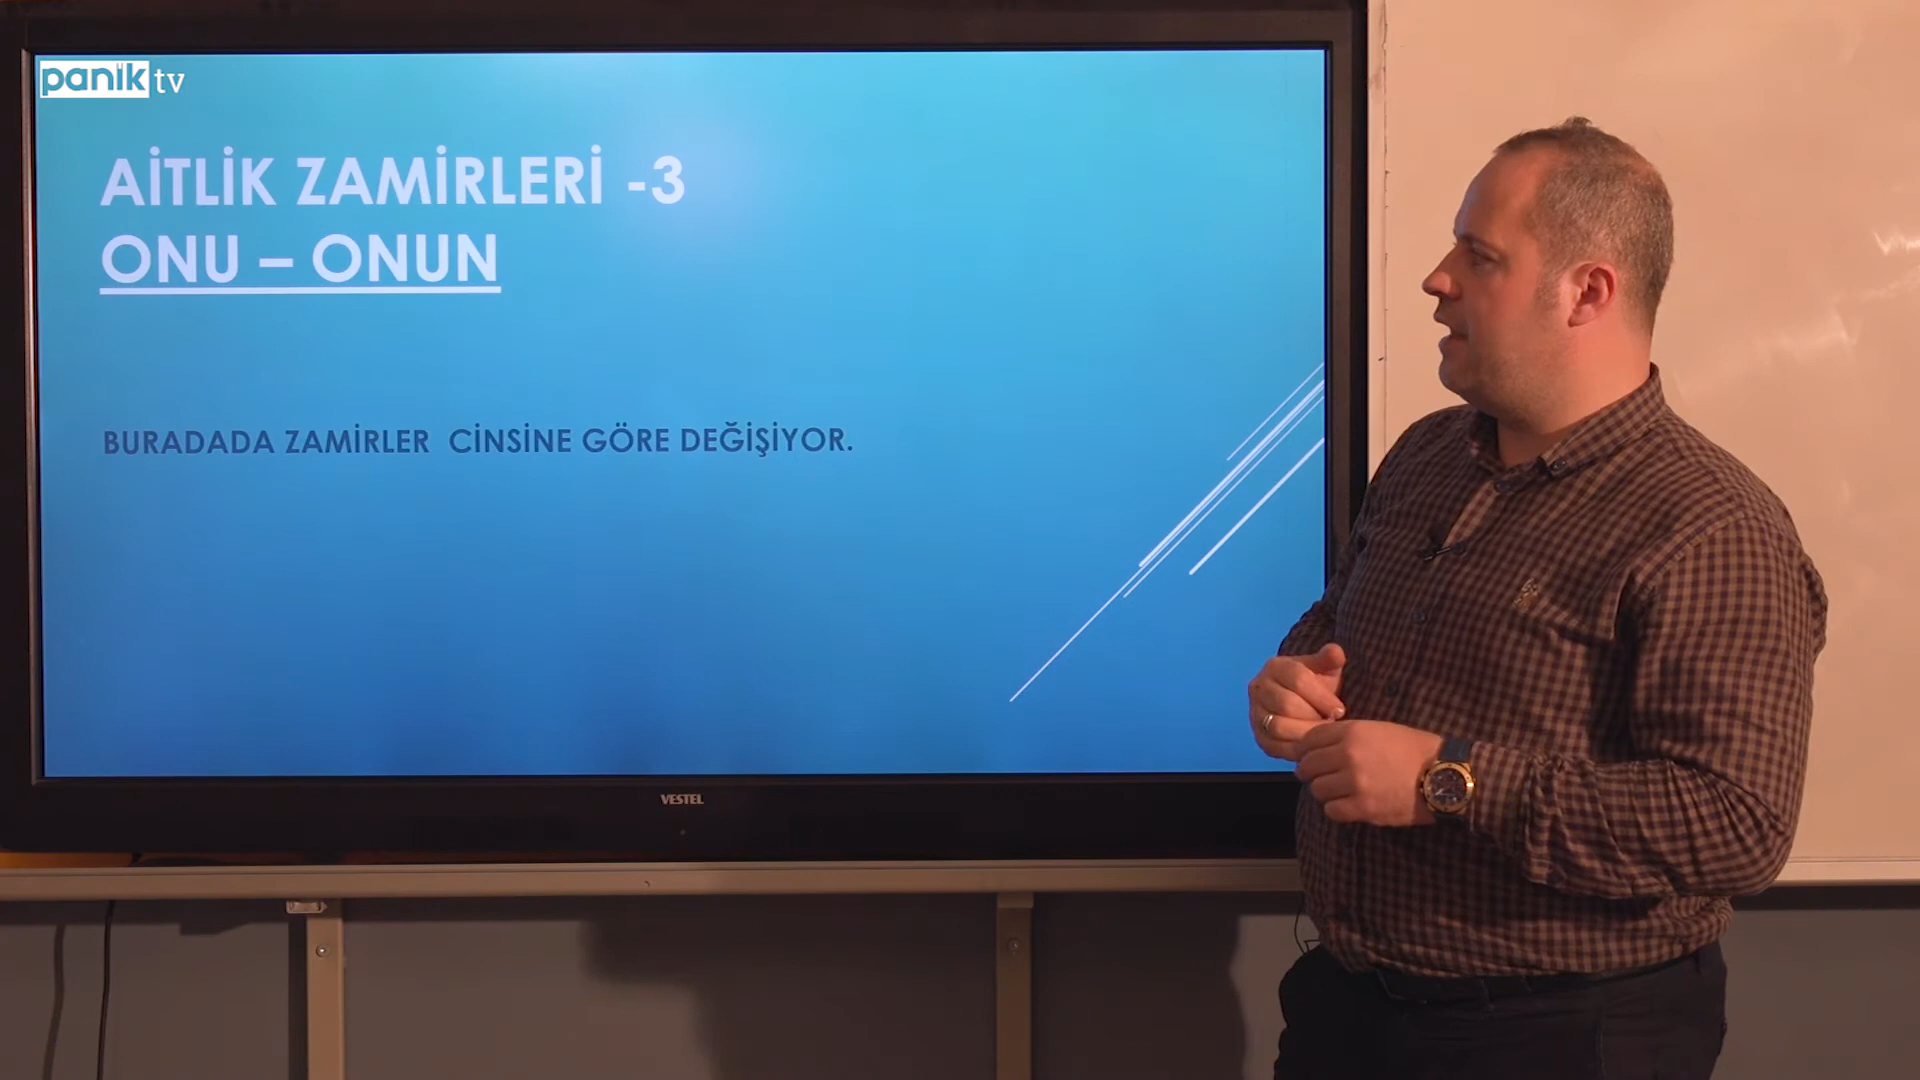 panik tv
AİTLİK ZAMİRLERİ -3
ONU – ONUN
BURADADA ZAMİRLER CİNSİNE GÖRE DEĞİŞİYOR.
VESTEL